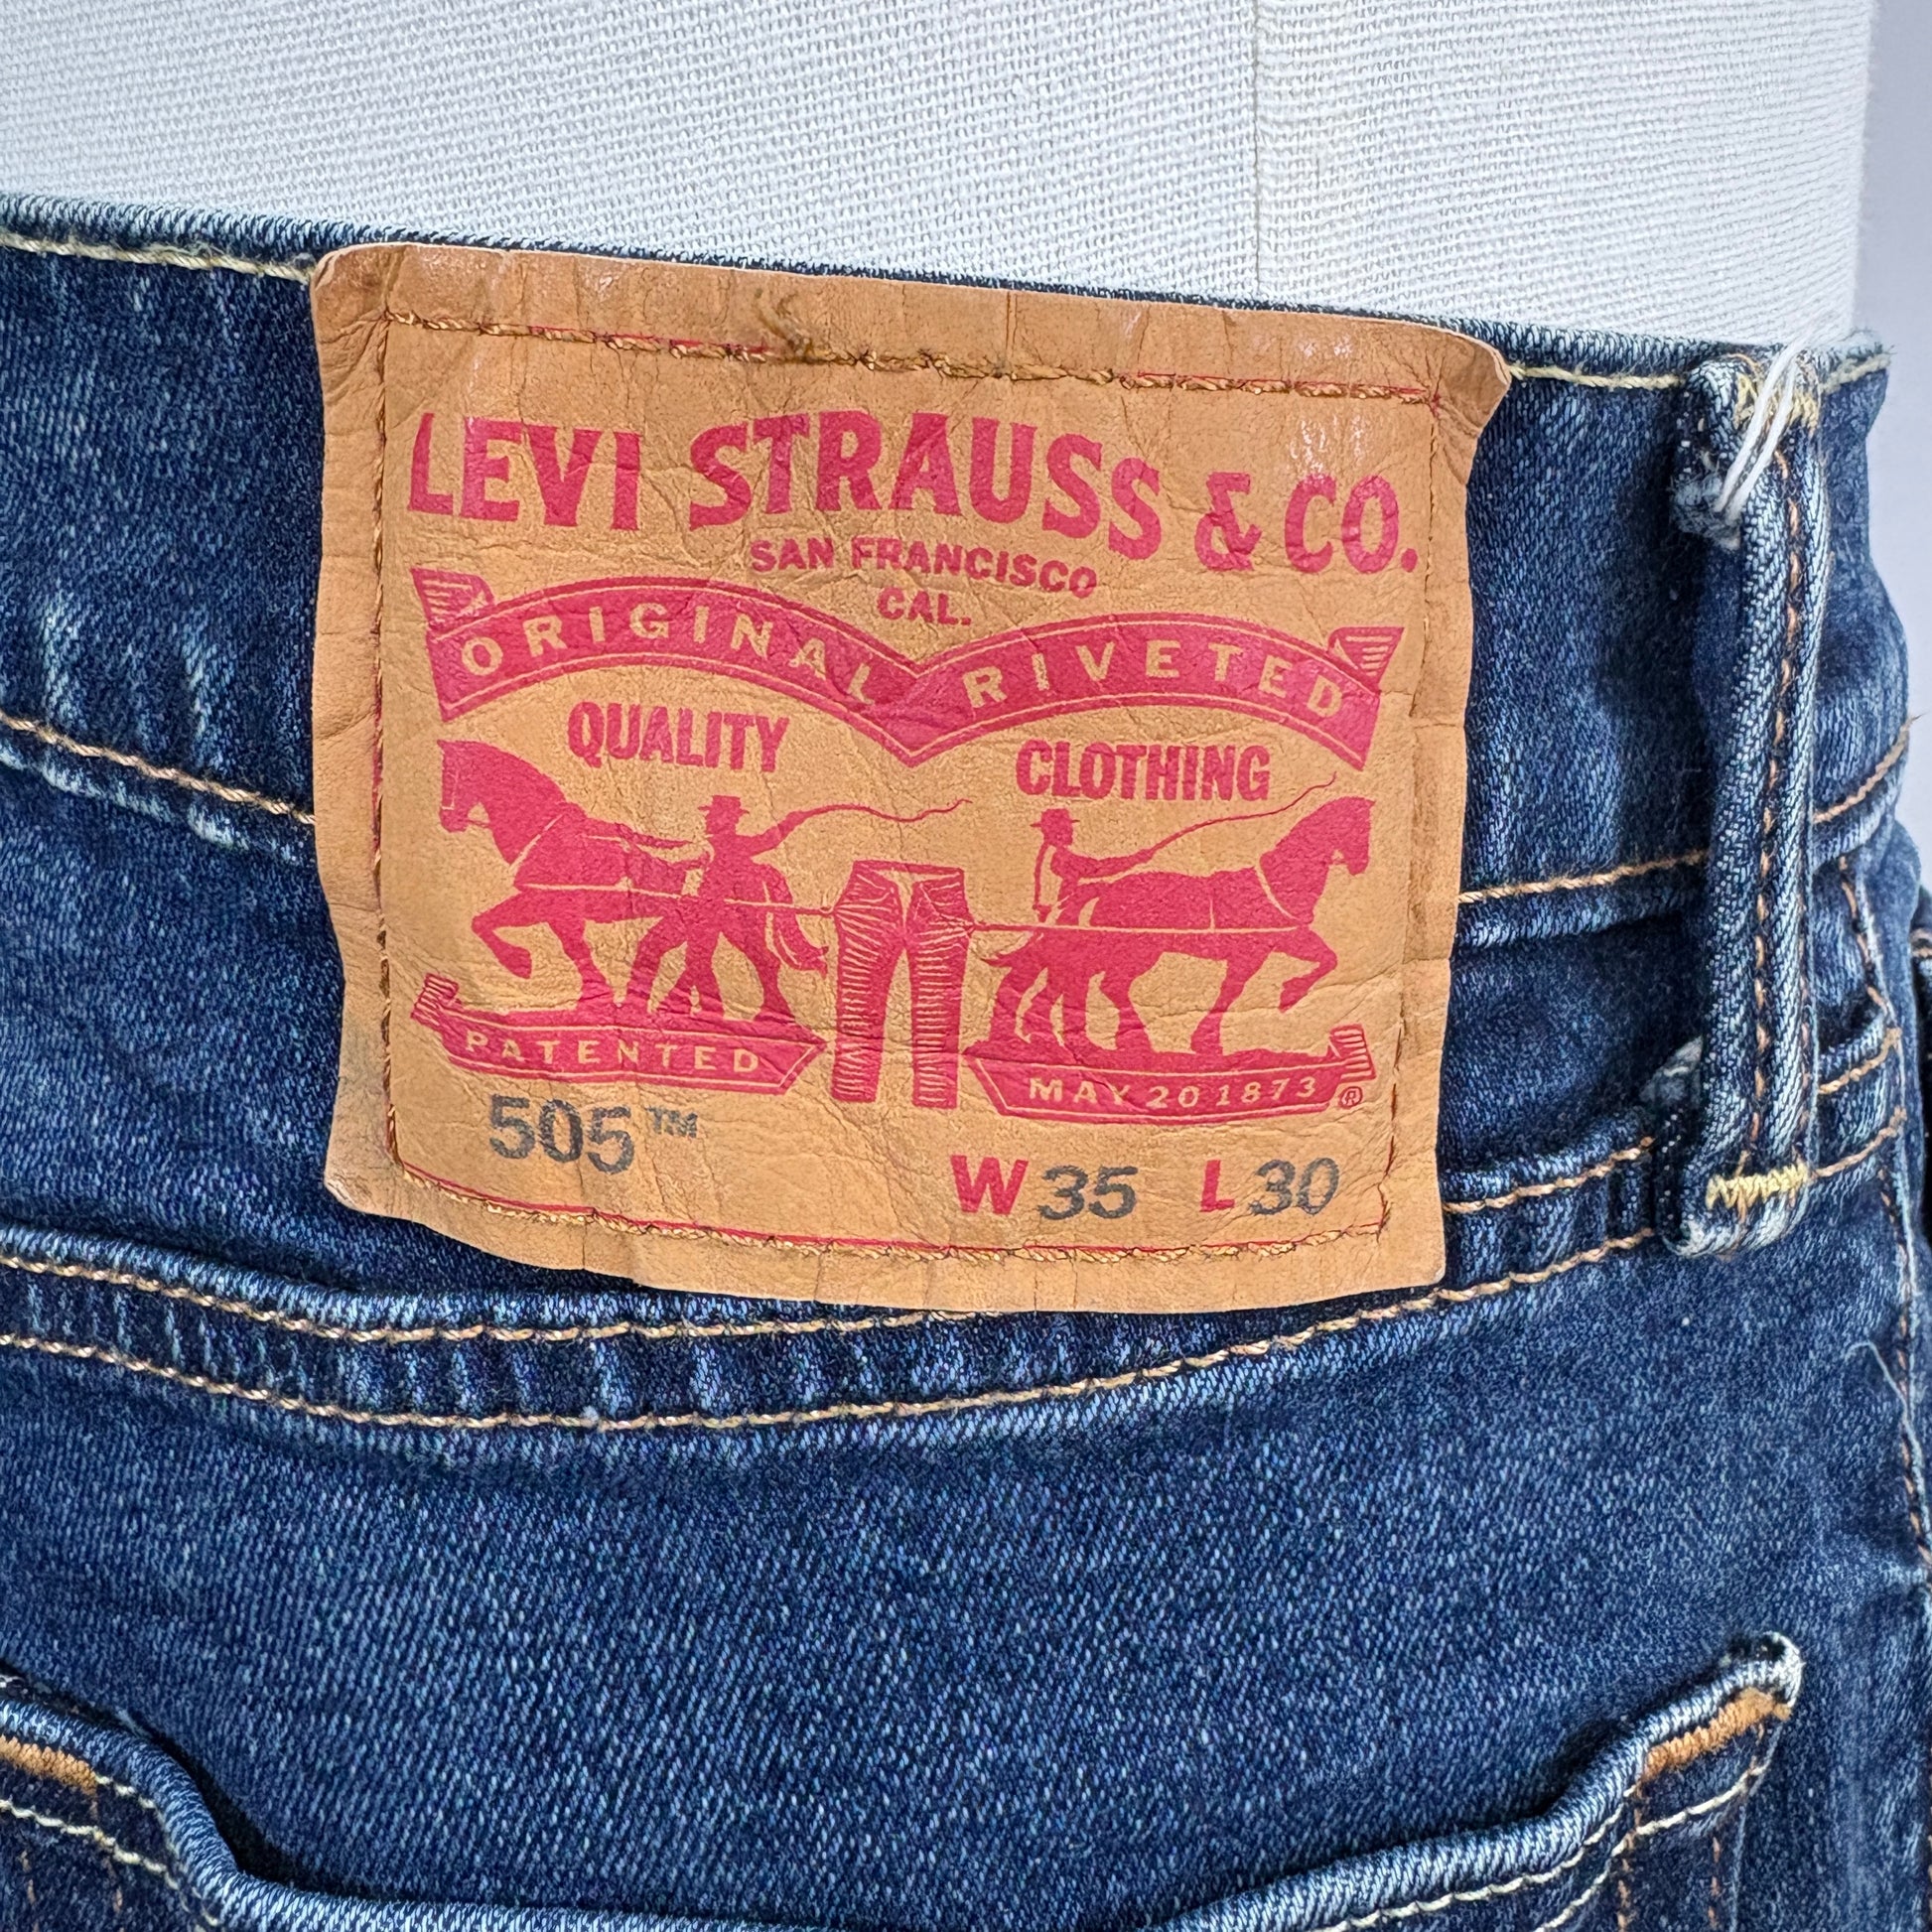 LEVI STRAUSS & CO.
SAN FRANCISCO
CAL.
ORIGINAL RIVETED
QUALITY CLOTHING
PATENTED MAY 20 1873 ®
505™
W 35 L 30